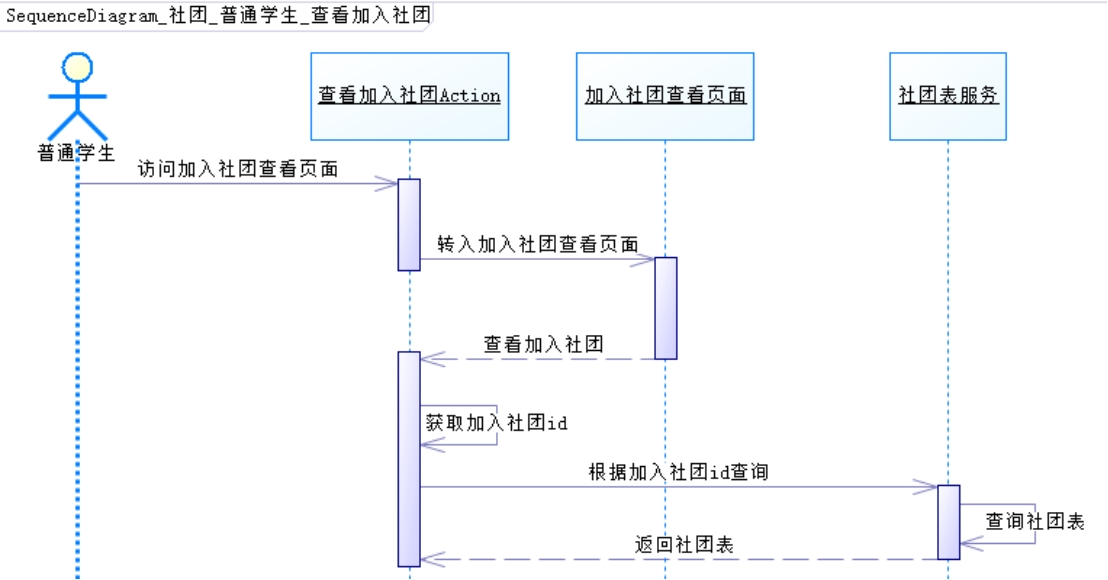 SequenceDiagram_社团_普通学生_查看加入社团
查看加入社团Action
加入社团查看页面
社团表服务
普通学生
访问加入社团查看页面
转入加入社团查看页面
查看加入社团
获取加入社团id
根据加入社团id查询
查询社团表
返回社团表